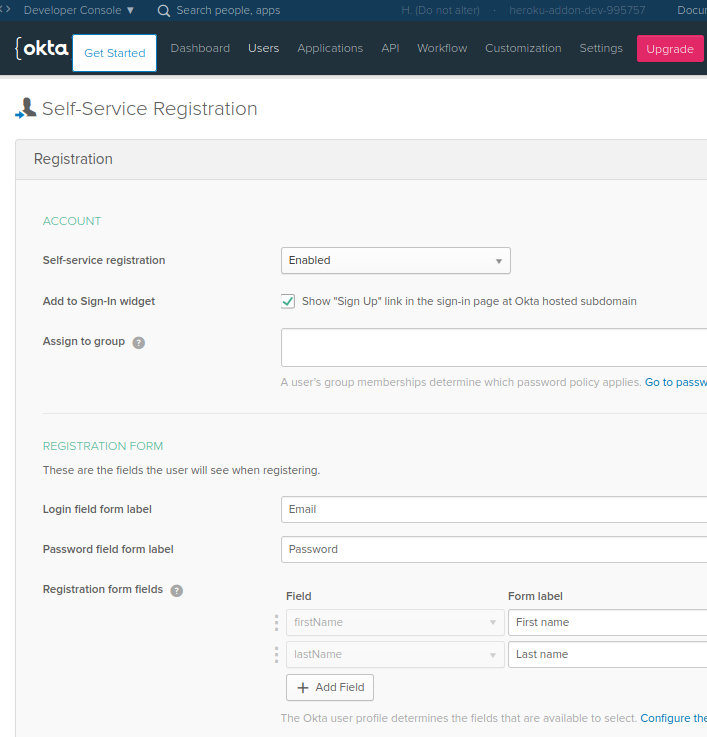 Developer Console ▼ Search people, apps H. (Do not alter) · heroku-addon-dev-995757 Docu
okta Get Started Dashboard Users Applications API Workflow Customization Settings Upgrade
Self-Service Registration
Registration
ACCOUNT
Self-service registration Enabled
Add to Sign-In widget Show "Sign Up" link in the sign-in page at Okta hosted subdomain
Assign to group ?
A user's group memberships determine which password policy applies. Go to passw
REGISTRATION FORM
These are the fields the user will see when registering.
Login field form label Email
Password field form label Password
Registration form fields ?
Field Form label
firstName First name
lastName Last name
+ Add Field
The Okta user profile determines the fields that are available to select. Configure the